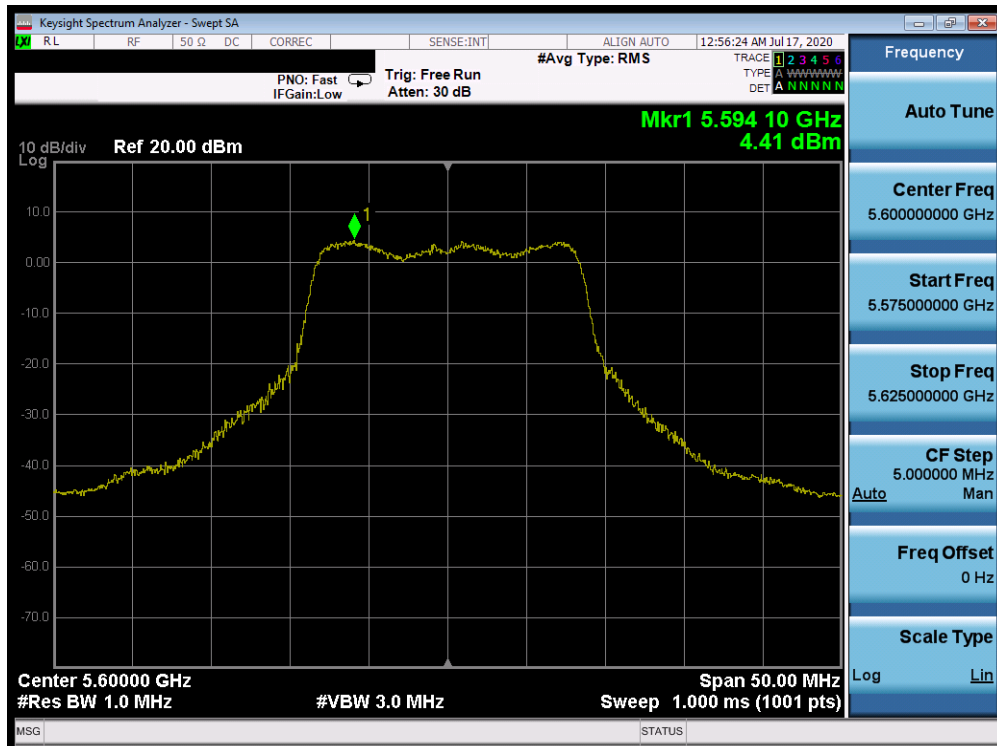 Keysight Spectrum Analyzer - Swept SA
LXI RL RF 50 Ω DC CORREC SENSE:INT ALIGN AUTO 12:56:24 AM Jul 17, 2020
#Avg Type: RMS
TRACE 1 2 3 4 5 6
TYPE A WWWWW
DET A N N N N N
PNO: Fast
IFGain:Low
Trig: Free Run
Atten: 30 dB
Mkr1 5.594 10 GHz
4.41 dBm
10 dB/div Ref 20.00 dBm
Log
1
10.0
0.00
-10.0
-20.0
-30.0
-40.0
-50.0
-60.0
-70.0
Center 5.60000 GHz
Span 50.00 MHz
#Res BW 1.0 MHz
#VBW 3.0 MHz
Sweep 1.000 ms (1001 pts)
MSG
STATUS
Frequency
Auto Tune
Center Freq
5.600000000 GHz
Start Freq
5.575000000 GHz
Stop Freq
5.625000000 GHz
CF Step
5.000000 MHz
Auto Man
Freq Offset
0 Hz
Scale Type
Log Lin